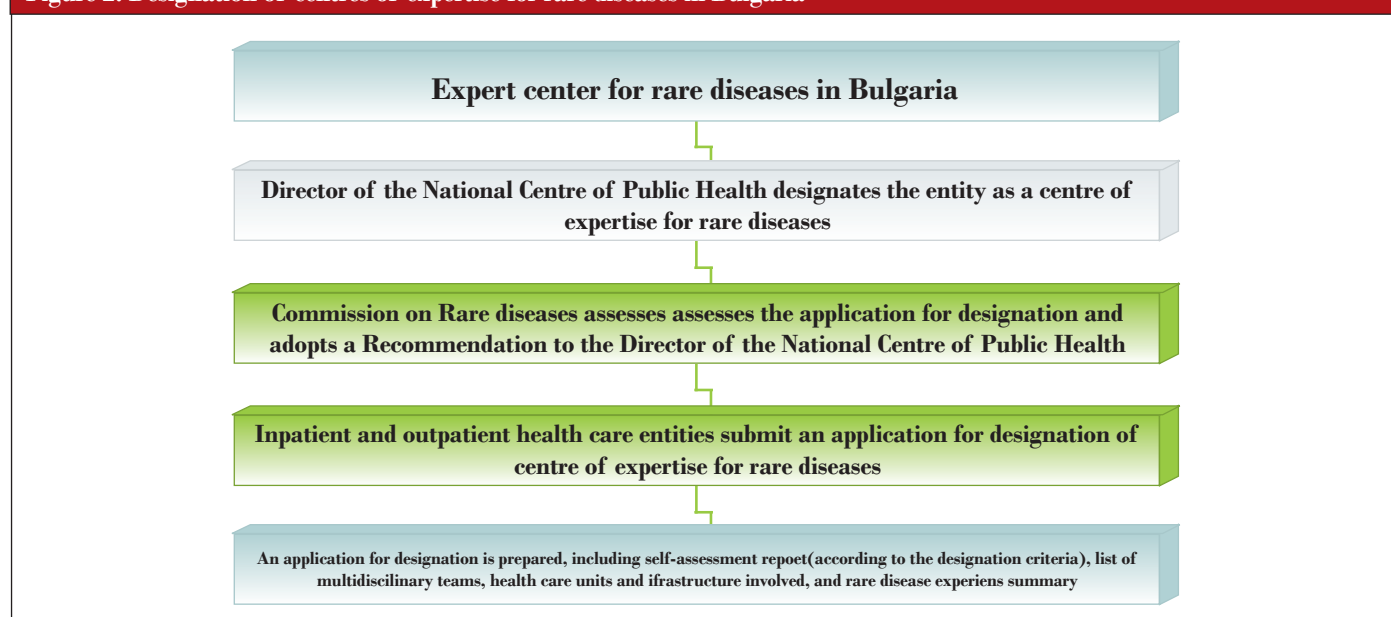 Expert center for rare diseases in Bulgaria
Director of the National Centre of Public Health designates the entity as a centre of
expertise for rare diseases
Commission on Rare diseases assesses assesses the application for designation and
adopts a Recommendation to the Director of the National Centre of Public Health
Inpatient and outpatient health care entities submit an application for designation of
centre of expertise for rare diseases
An application for designation is prepared, including self-assessment repoet(according to the designation criteria), list of
multidiscilinary teams, health care units and ifrastructure involved, and rare disease experiens summary